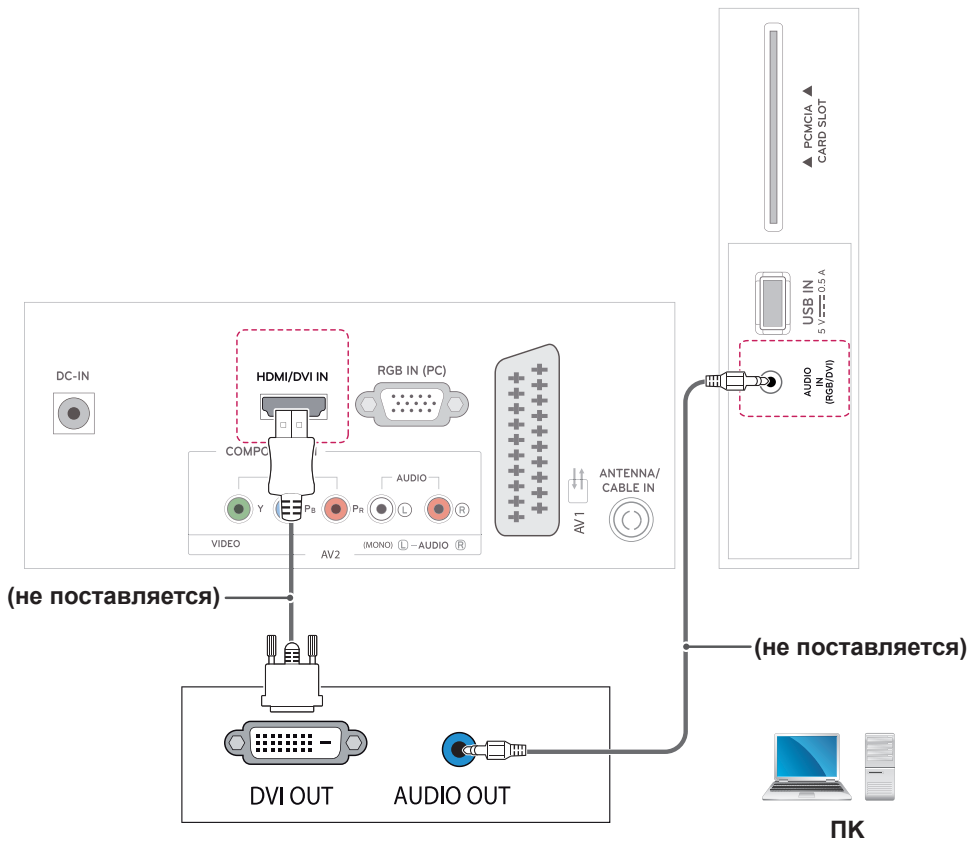 ▲ PCMCIA ▲
CARD SLOT
USB IN
5 V 0.5 A
AUDIO
IN
(RGB/DVI)
DC-IN
HDMI/DVI IN
RGB IN (PC)
AUDIO
Y
PB
PR
L
R
VIDEO
AV2
(MONO) L – AUDIO R
AV1
ANTENNA/
CABLE IN
(не поставляется)
(не поставляется)
DVI OUT
AUDIO OUT
ПК